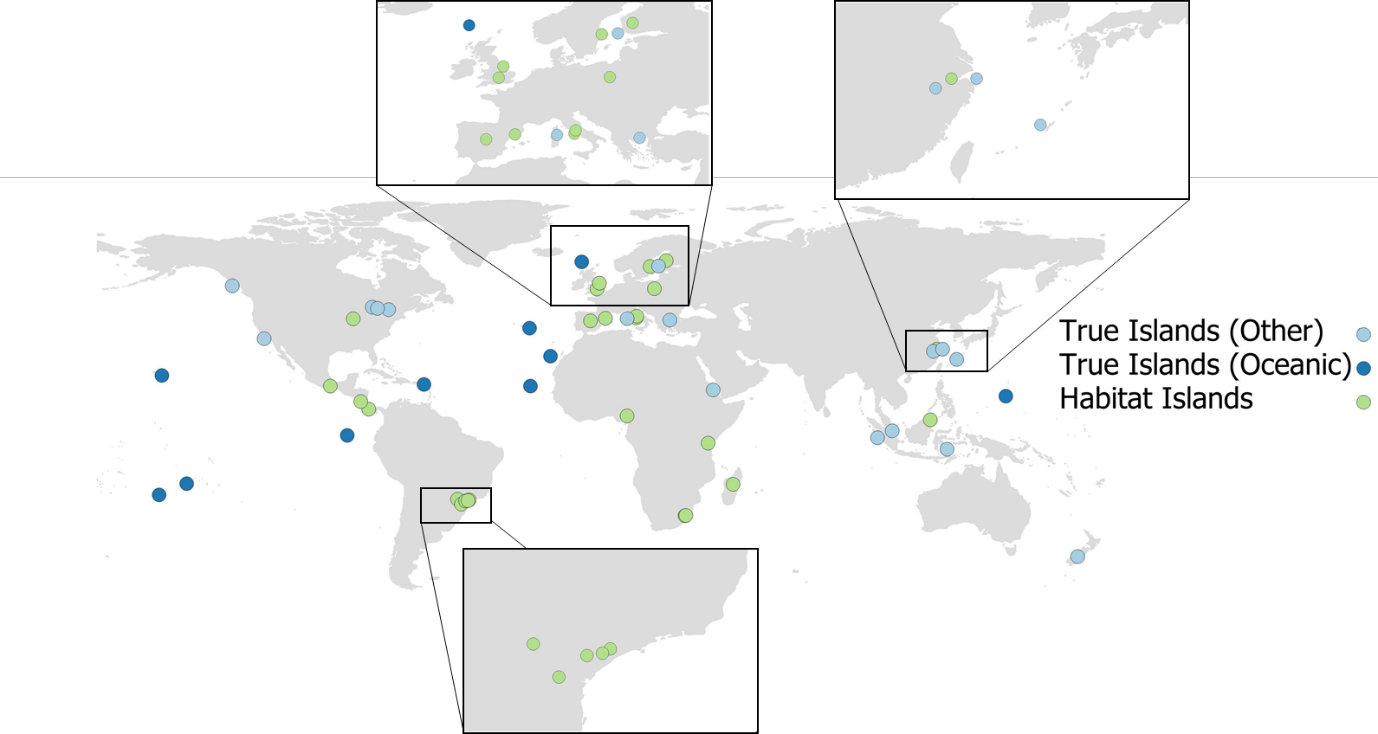 True Islands (Other)
True Islands (Oceanic)
Habitat Islands